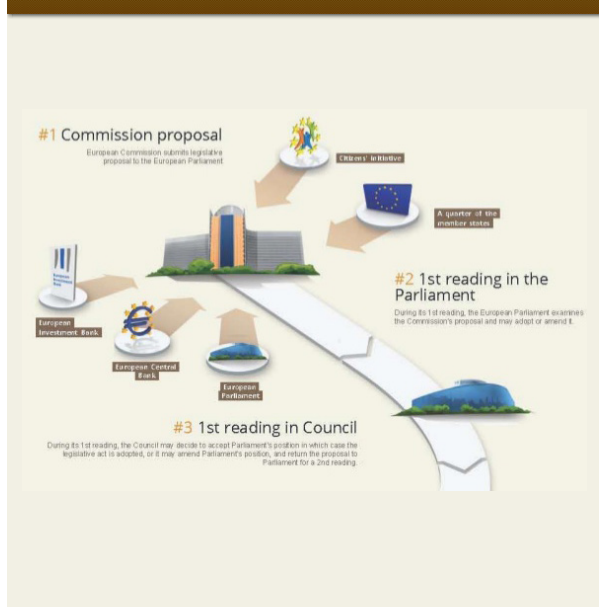 #1 Commission proposal
European Commission submits legislative
proposal to the European Parliament
Citizens' Initiative
A quarter of the
member states
European
Investment Bank
European Central
Bank
European
Parliament
#2 1st reading in the
Parliament
During its 1st reading, the European Parliament examines
the Commission's proposal and may adopt or amend it.
#3 1st reading in Council
During its 1st reading, the Council may decide to accept Parliament's position in which case the
legislative act is adopted, or it may amend Parliament's position, and return the proposal to
Parliament for a 2nd reading.